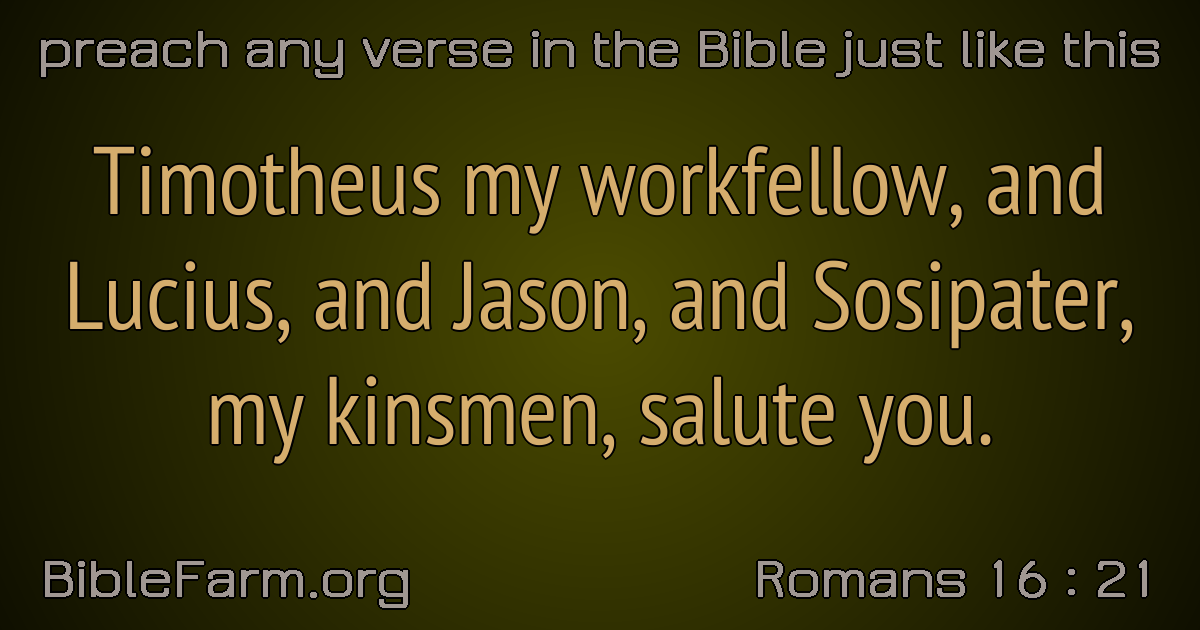 preach any verse in the Bible just like this
Timotheus my workfellow, and
Lucius, and Jason, and Sosipater,
my kinsmen, salute you.
BibleFarm.org
Romans 16 : 21